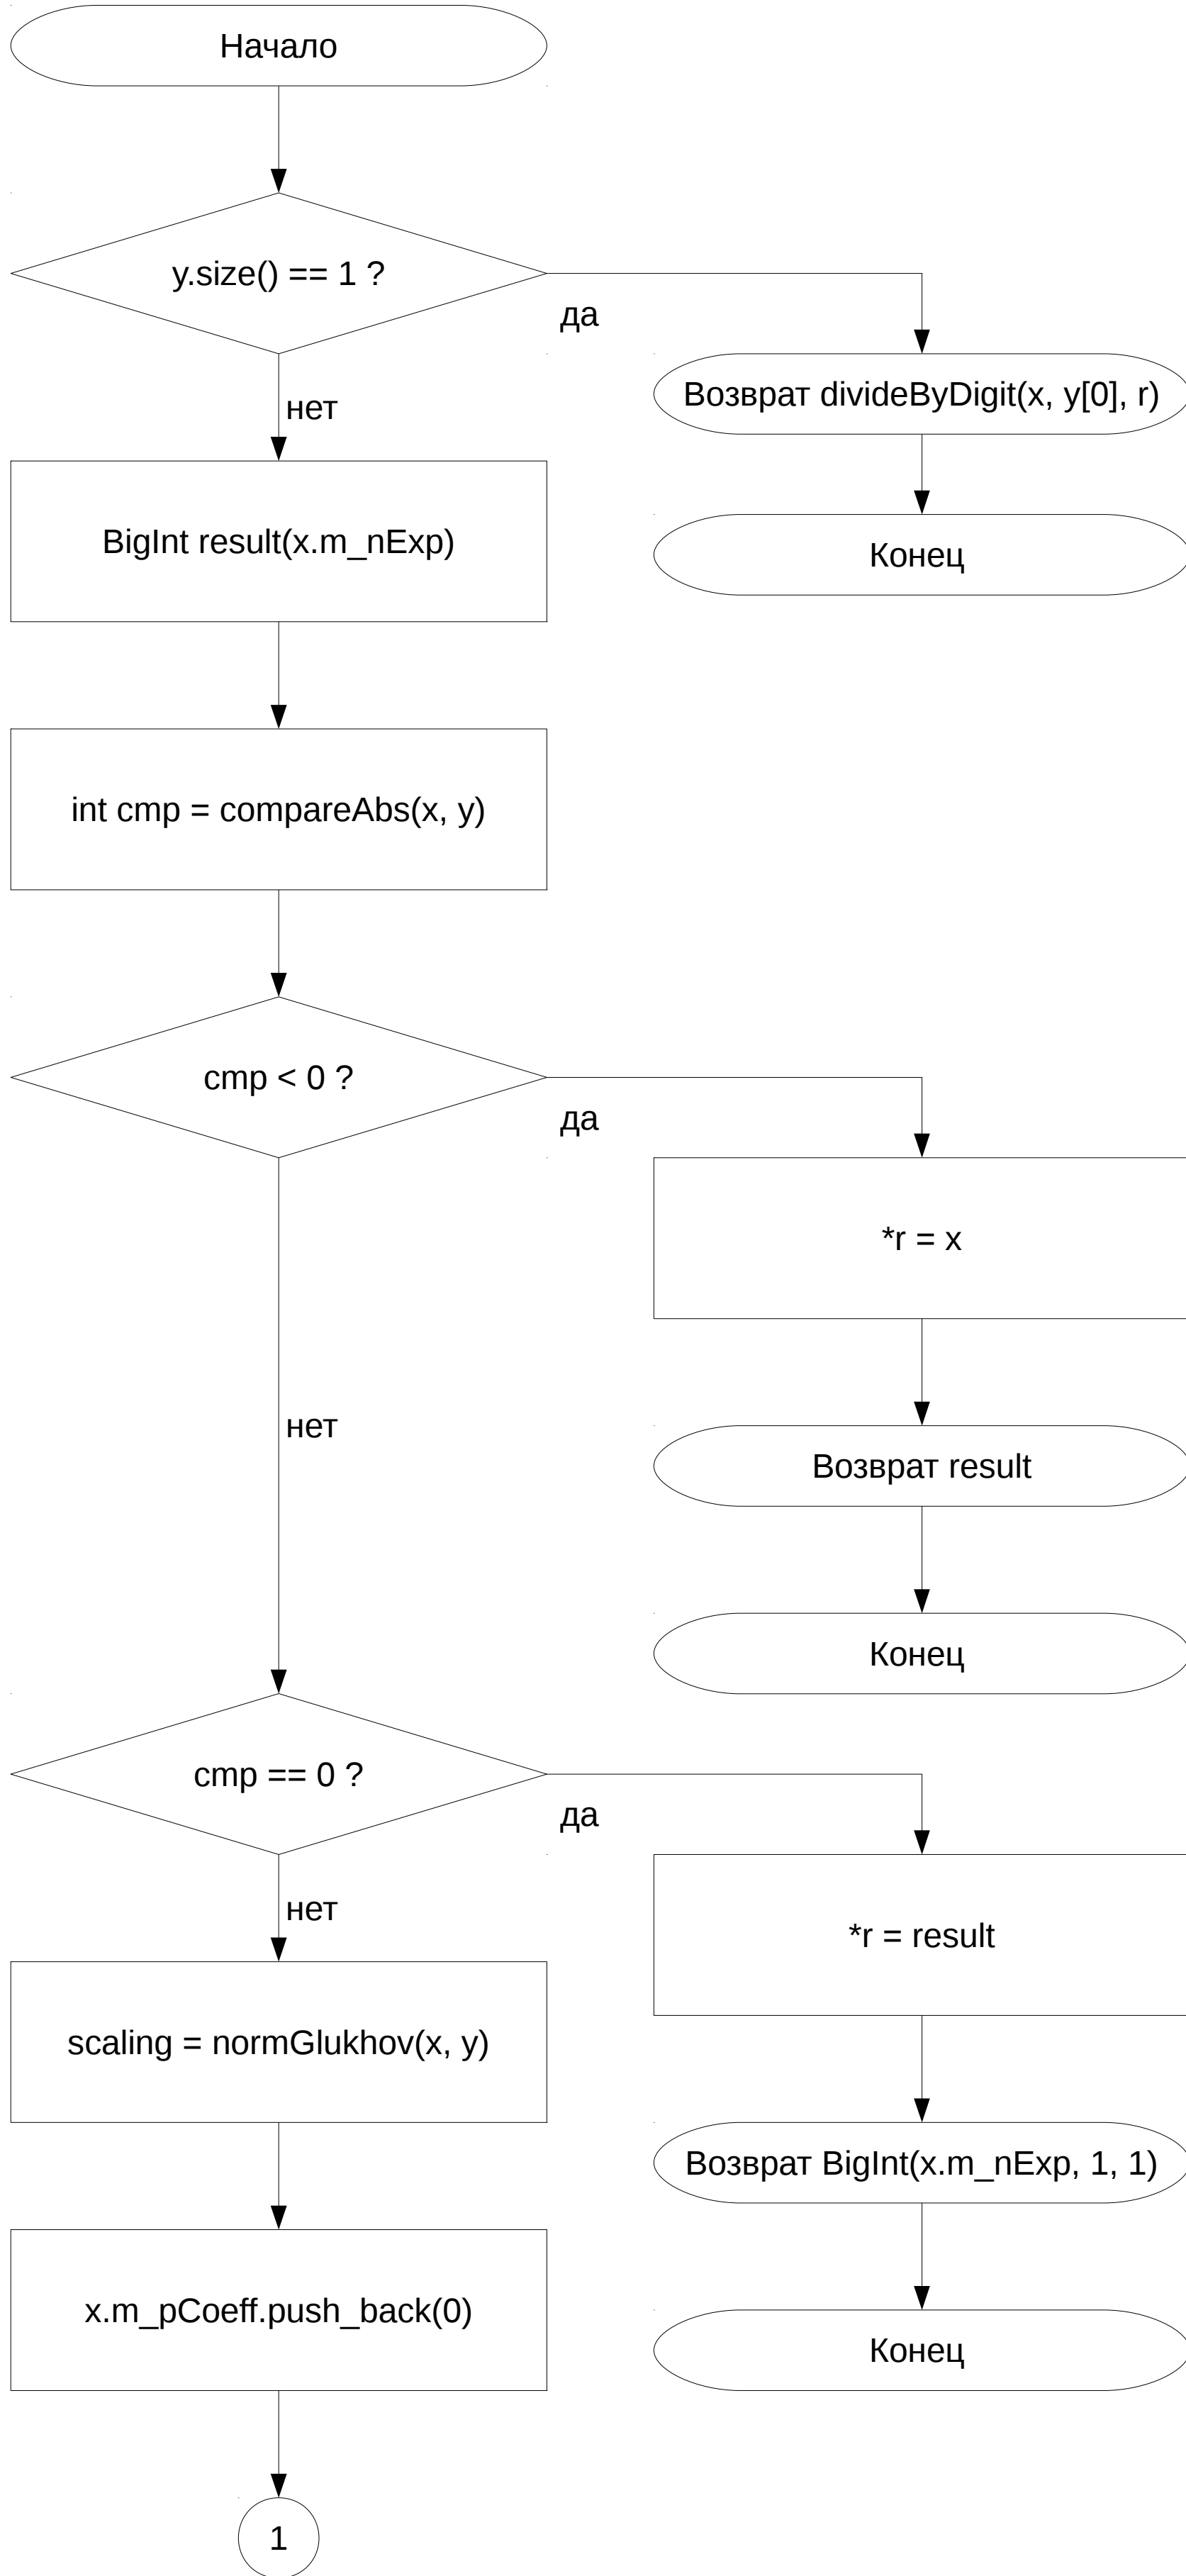 Начало
y.size() == 1 ?
да
Возврат divideByDigit(x, y[0], r)
нет
Конец
BigInt result(x.m_nExp)
int cmp = compareAbs(x, y)
cmp < 0 ?
да
*r = x
нет
Возврат result
Конец
cmp == 0 ?
да
нет
*r = result
scaling = normGlukhov(x, y)
Возврат BigInt(x.m_nExp, 1, 1)
x.m_pCoeff.push_back(0)
Конец
1